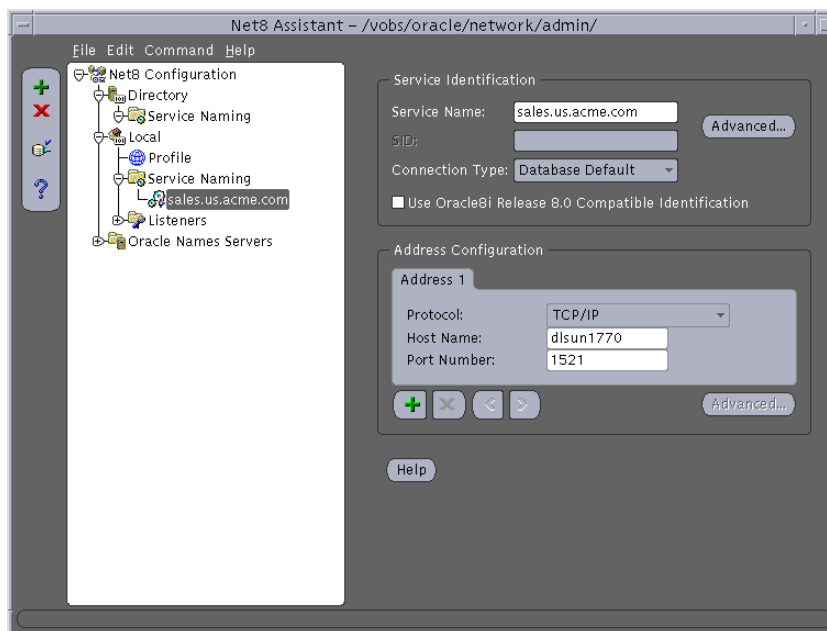 Net8 Assistant – /vobs/oracle/network/admin/
File Edit Command Help
Net8 Configuration
Directory
Service Naming
Local
Profile
Service Naming
sales.us.acme.com
Listeners
Oracle Names Servers
Service Identification
Service Name: sales.us.acme.com
Advanced...
SID:
Connection Type: Database Default
Use Oracle8i Release 8.0 Compatible Identification
Address Configuration
Address 1
Protocol: TCP/IP
Host Name: dlsun1770
Port Number: 1521
Advanced...
Help